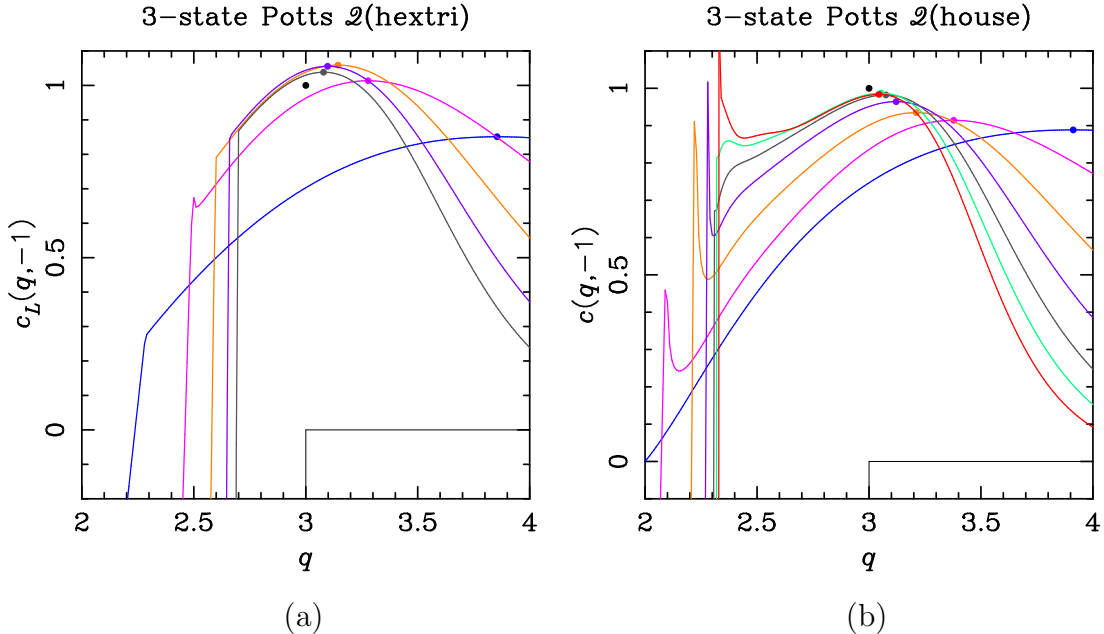 3-state Potts 𝒬(hextri)
c_L(q,-1)
1
0.5
0
2
2.5
3
3.5
4
q
(a)
3-state Potts 𝒬(house)
c(q,-1)
1
0.5
0
2
2.5
3
3.5
4
q
(b)